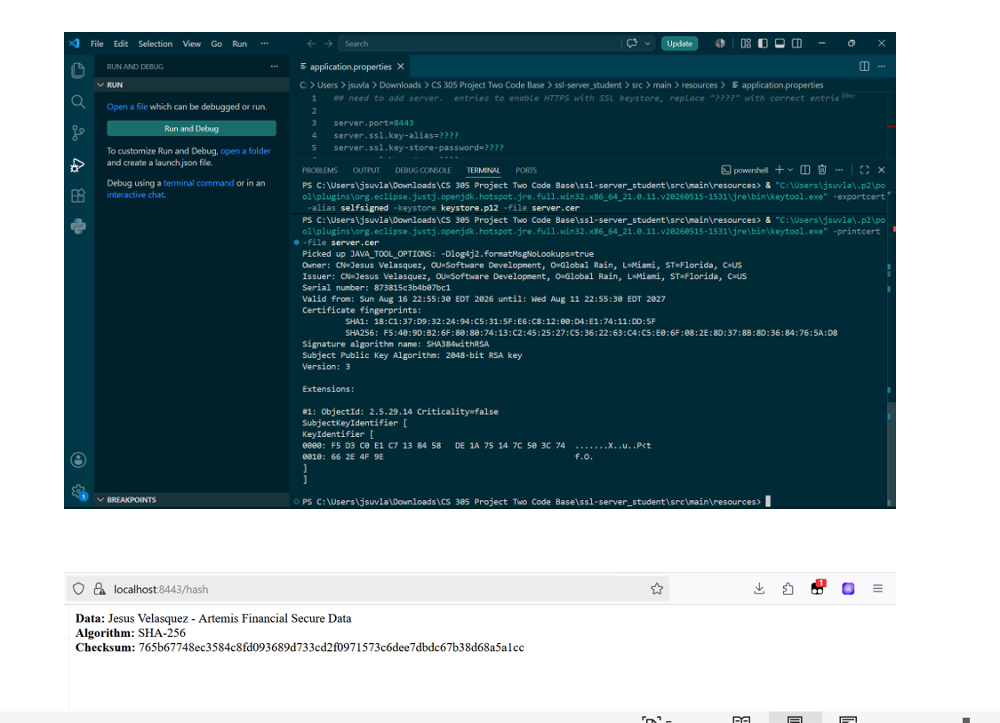 File Edit Selection View Go Run ··· Search Update
RUN AND DEBUG ···
RUN
Open a file which can be debugged or run.
Run and Debug
To customize Run and Debug, open a folder
and create a launch.json file.
Debug using a terminal command or in an
interactive chat.
BREAKPOINTS
1
application.properties
C: > Users > jsuvla > Downloads > CS 305 Project Two Code Base > ssl-server_student > src > main > resources > application.properties
1 ## need to add server. entries to enable HTTPS with SSL keystore, replace "????" with correct entrie
2
3 server.port=8443
4 server.ssl.key-alias=????
5 server.ssl.key-store-password=????
PROBLEMS OUTPUT DEBUG CONSOLE TERMINAL PORTS powershell
PS C:\Users\jsuvla\Downloads\CS 305 Project Two Code Base\ssl-server_student\src\main\resources> & "C:\Users\jsuvla\.p2\po
ol\plugins\org.eclipse.justj.openjdk.hotspot.jre.full.win32.x86_64_21.0.11.v20260515-1531\jre\bin\keytool.exe" -exportcert
-alias selfsigned -keystore keystore.p12 -file server.cer
PS C:\Users\jsuvla\Downloads\CS 305 Project Two Code Base\ssl-server_student\src\main\resources> & "C:\Users\jsuvla\.p2\po
ol\plugins\org.eclipse.justj.openjdk.hotspot.jre.full.win32.x86_64_21.0.11.v20260515-1531\jre\bin\keytool.exe" -printcert
-file server.cer
Picked up JAVA_TOOL_OPTIONS: -Dlog4j2.formatMsgNoLookups=true
Owner: CN=Jesus Velasquez, OU=Software Development, O=Global Rain, L=Miami, ST=Florida, C=US
Issuer: CN=Jesus Velasquez, OU=Software Development, O=Global Rain, L=Miami, ST=Florida, C=US
Serial number: 873815c3b4b07bc1
Valid from: Sun Aug 16 22:55:30 EDT 2026 until: Wed Aug 11 22:55:30 EDT 2027
Certificate fingerprints:
SHA1: 18:C1:37:D9:32:24:94:C5:31:5F:E6:C8:12:00:D4:E1:74:11:DD:5F
SHA256: F5:40:9D:B2:6F:80:80:74:13:C2:45:25:27:C5:36:22:63:C4:C5:E0:6F:08:2E:8D:37:8B:8D:36:84:76:5A:D8
Signature algorithm name: SHA384withRSA
Subject Public Key Algorithm: 2048-bit RSA key
Version: 3
Extensions:
#1: ObjectId: 2.5.29.14 Criticality=false
SubjectKeyIdentifier [
KeyIdentifier [
0000: F5 D3 C0 E1 C7 13 84 58 DE 1A 75 14 7C 50 3C 74 .......X..u..P<t
0010: 66 2E 4F 9E f.O.
]
]
PS C:\Users\jsuvla\Downloads\CS 305 Project Two Code Base\ssl-server_student\src\main\resources>
localhost:8443/hash 1
Data: Jesus Velasquez - Artemis Financial Secure Data
Algorithm: SHA-256
Checksum: 765b67748ec3584c8fd093689d733cd2f0971573c6dee7dbdc67b38d68a5a1cc